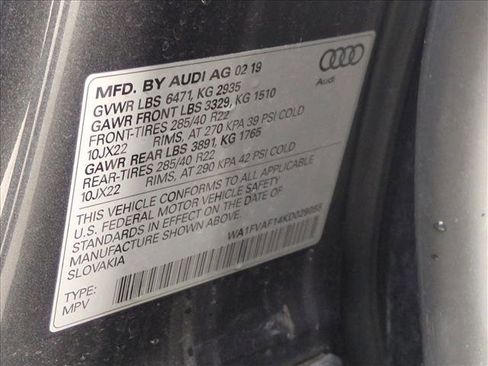 MFD. BY AUDI AG 02 19
GVWR LBS 6471, KG 2935
GAWR FRONT LBS 3329, KG 1510
FRONT-TIRES 285/40 R22
10JX22 RIMS, AT 270 KPA 39 PSI COLD
GAWR REAR LBS 3891, KG 1765
REAR-TIRES 285/40 R22
10JX22 RIMS, AT 290 KPA 42 PSI COLD
THIS VEHICLE CONFORMS TO ALL APPLICABLE
U.S. FEDERAL MOTOR VEHICLE SAFETY
STANDARDS IN EFFECT ON THE DATE OF
MANUFACTURE SHOWN ABOVE.
SLOVAKIA
WA1FVAF14KD029055
TYPE:
MPV
Audi